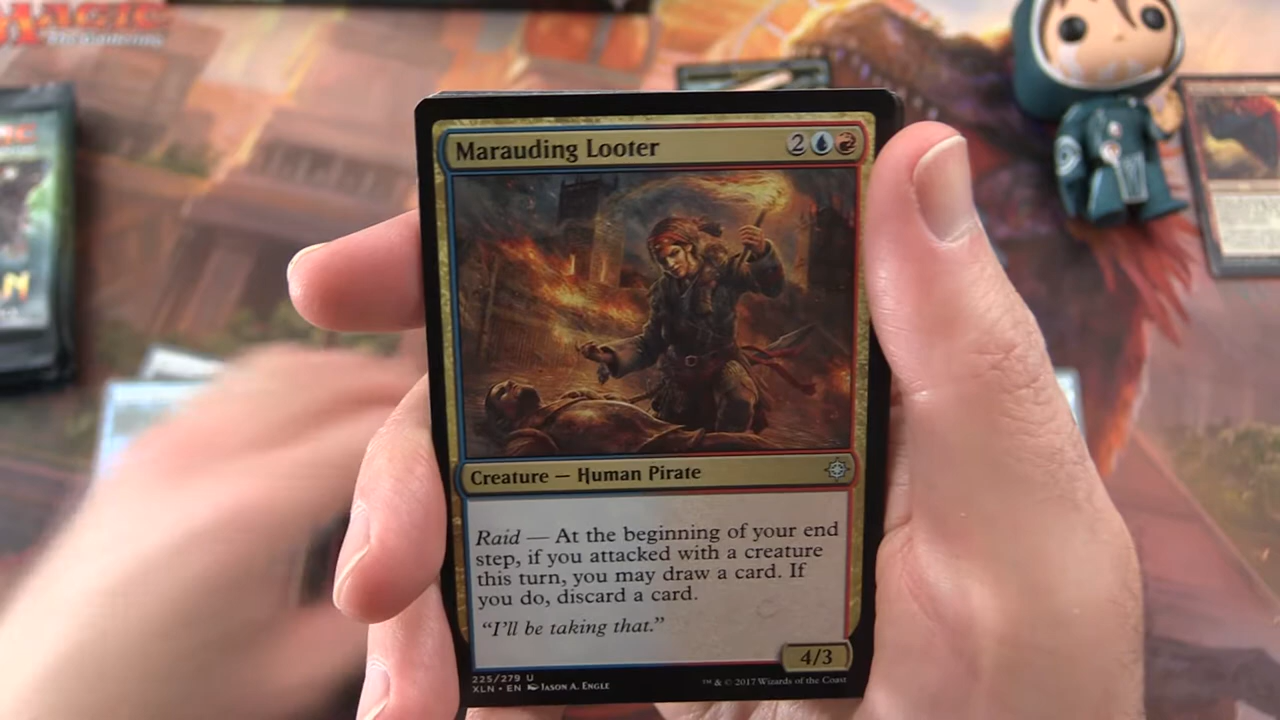 MAGIC
Marauding Looter 2
Creature — Human Pirate
Raid — At the beginning of your end
step, if you attacked with a creature
this turn, you may draw a card. If
you do, discard a card.
“I'll be taking that.”
4/3
225/279 U
XLN • EN Jason A. Engle
™ & © 2017 Wizards of the Coast